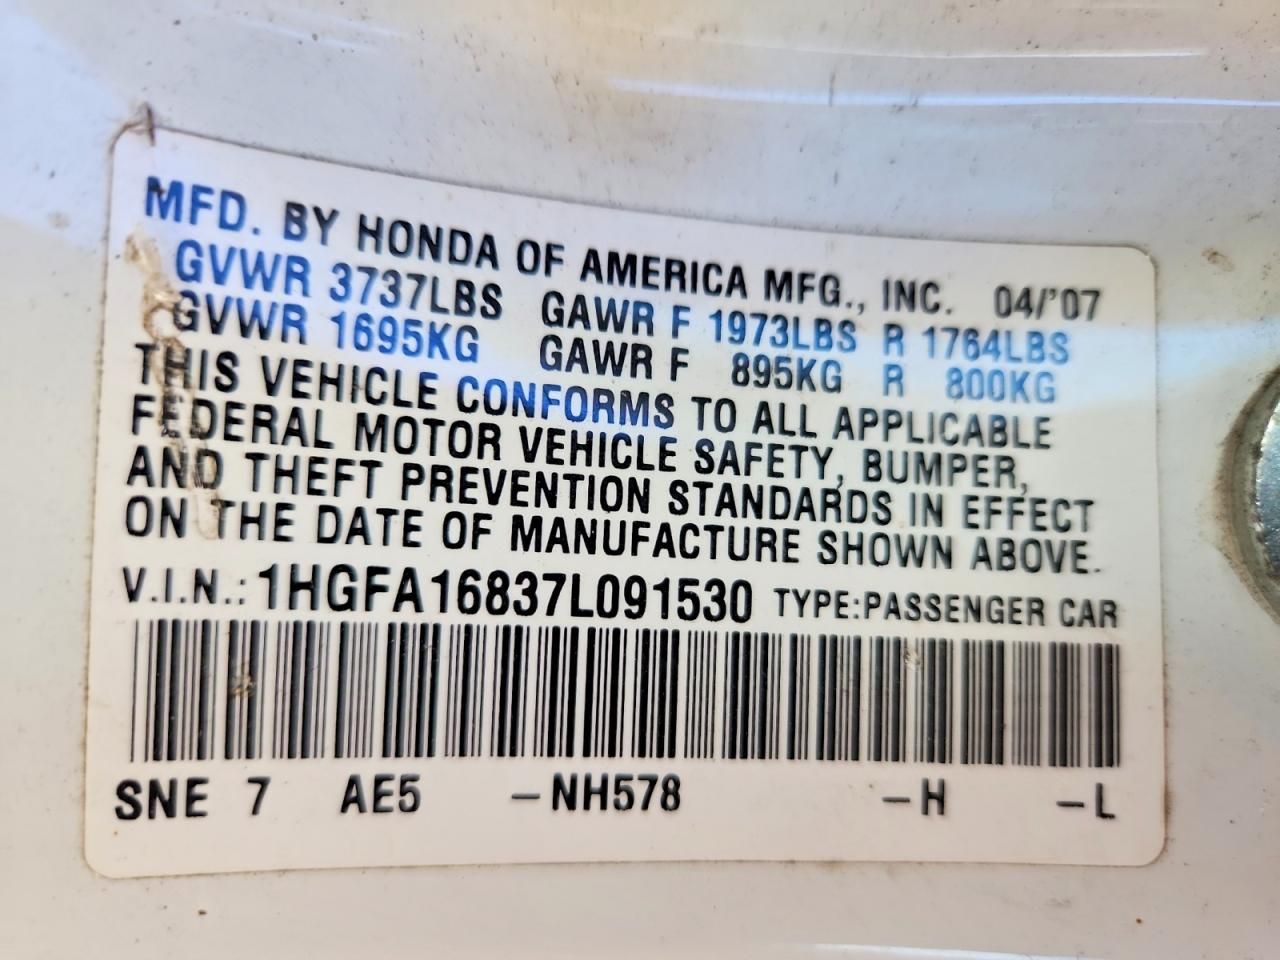 MFD. BY HONDA OF AMERICA MFG., INC. 04/'07
GVWR 3737LBS GAWR F 1973LBS R 1764LBS
GVWR 1695KG GAWR F 895KG R 800KG
THIS VEHICLE CONFORMS TO ALL APPLICABLE
FEDERAL MOTOR VEHICLE SAFETY, BUMPER,
AND THEFT PREVENTION STANDARDS IN EFFECT
ON THE DATE OF MANUFACTURE SHOWN ABOVE.
V.I.N.: 1HGFA16837L091530 TYPE:PASSENGER CAR
SNE 7 AE5 -NH578 -H -L